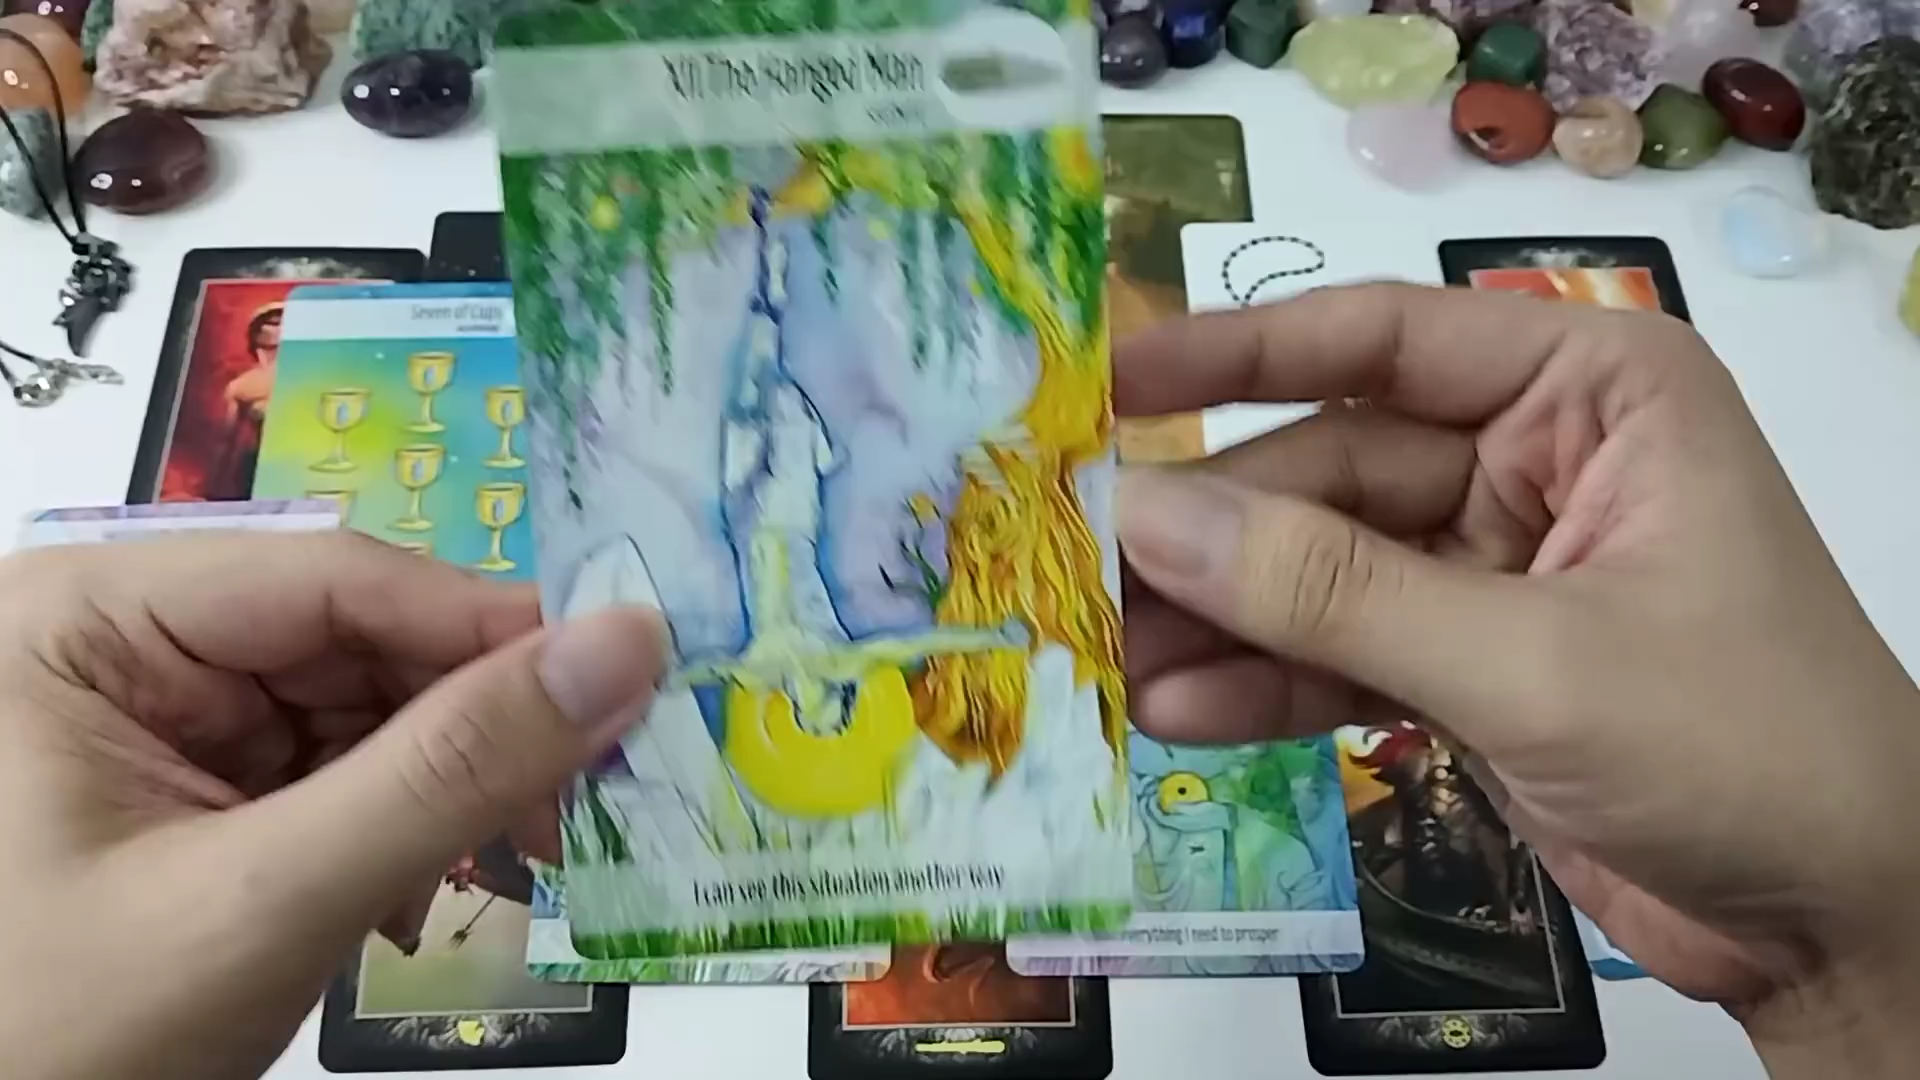 XII The Hanged Man
Seven of Cups
I can see this situation another way
everything I need to prosper